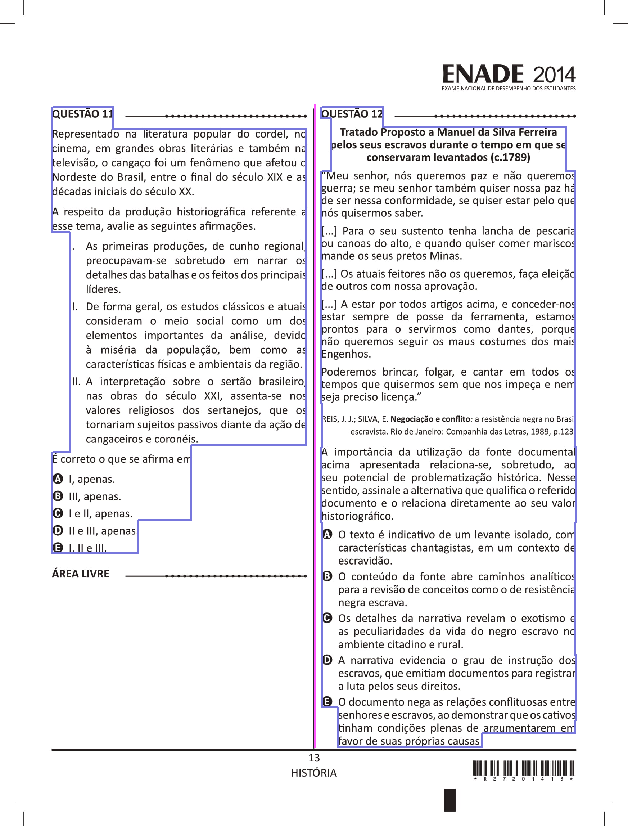 ENADE 2014
EXAME NACIONAL DE DESEMPENHO DOS ESTUDANTES
QUESTÃO 11
Representado na literatura popular do cordel, no
cinema, em grandes obras literárias e também na
televisão, o cangaço foi um fenômeno que afetou o
Nordeste do Brasil, entre o final do século XIX e as
décadas iniciais do século XX.
A respeito da produção historiográfica referente a
esse tema, avalie as seguintes afirmações.
I. As primeiras produções, de cunho regional,
preocupavam-se sobretudo em narrar os
detalhes das batalhas e os feitos dos principais
líderes.
II. De forma geral, os estudos clássicos e atuais
consideram o meio social como um dos
elementos importantes da análise, devido
à miséria da população, bem como as
características físicas e ambientais da região.
III. A interpretação sobre o sertão brasileiro,
nas obras do século XXI, assenta-se nos
valores religiosos dos sertanejos, que os
tornariam sujeitos passivos diante da ação de
cangaceiros e coronéis.
É correto o que se afirma em
A I, apenas.
B III, apenas.
C I e II, apenas.
D II e III, apenas.
E I, II e III.
ÁREA LIVRE
QUESTÃO 12
Tratado Proposto a Manuel da Silva Ferreira
pelos seus escravos durante o tempo em que se
conservaram levantados (c.1789)
“Meu senhor, nós queremos paz e não queremos
guerra; se meu senhor também quiser nossa paz há
de ser nessa conformidade, se quiser estar pelo que
nós quisermos saber.
[...] Para o seu sustento tenha lancha de pescaria
ou canoas do alto, e quando quiser comer mariscos
mande os seus pretos Minas.
[...] Os atuais feitores não os queremos, faça eleição
de outros com nossa aprovação.
[...] A estar por todos artigos acima, e conceder-nos
estar sempre de posse da ferramenta, estamos
prontos para o servirmos como dantes, porque
não queremos seguir os maus costumes dos mais
Engenhos.
Poderemos brincar, folgar, e cantar em todos os
tempos que quisermos sem que nos impeça e nem
seja preciso licença.”
REIS, J. J.; SILVA, E. Negociação e conflito: a resistência negra no Brasil
escravista. Rio de Janeiro: Companhia das Letras, 1989, p.123.
A importância da utilização da fonte documental
acima apresentada relaciona-se, sobretudo, ao
seu potencial de problematização histórica. Nesse
sentido, assinale a alternativa que qualifica o referido
documento e o relaciona diretamente ao seu valor
historiográfico.
A O texto é indicativo de um levante isolado, com
características chantagistas, em um contexto de
escravidão.
B O conteúdo da fonte abre caminhos analíticos
para a revisão de conceitos como o de resistência
negra escrava.
C Os detalhes da narrativa revelam o exotismo e
as peculiaridades da vida do negro escravo no
ambiente citadino e rural.
D A narrativa evidencia o grau de instrução dos
escravos, que emitiam documentos para registrar
a luta pelos seus direitos.
E O documento nega as relações conflituosas entre
senhores e escravos, ao demonstrar que os cativos
tinham condições plenas de argumentarem em
favor de suas próprias causas.
13
HISTÓRIA
*R2720141​5*